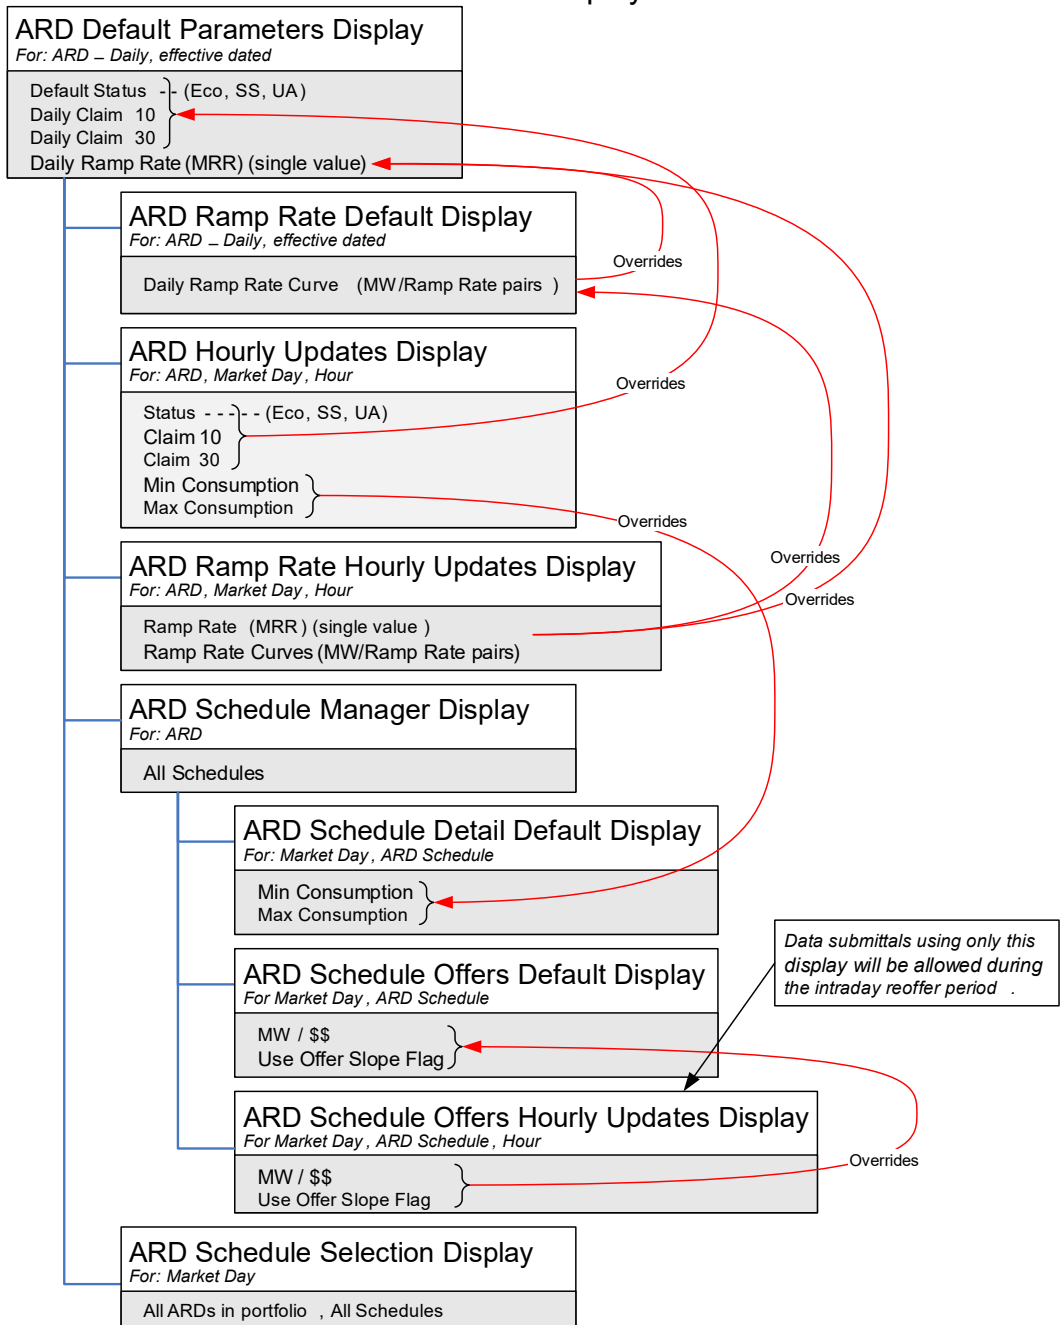 ARD Default Parameters Display
For: ARD – Daily, effective dated
Default Status - - (Eco, SS, UA)
Daily Claim 10
Daily Claim 30
Daily Ramp Rate (MRR) (single value)
ARD Ramp Rate Default Display
For: ARD – Daily, effective dated
Overrides
Daily Ramp Rate Curve (MW/Ramp Rate pairs )
ARD Hourly Updates Display
For: ARD, Market Day, Hour
Overrides
Status - - - - - (Eco, SS, UA)
Claim 10
Claim 30
Min Consumption
Max Consumption
Overrides
ARD Ramp Rate Hourly Updates Display
For: ARD, Market Day, Hour
Overrides
Overrides
Ramp Rate (MRR) (single value )
Ramp Rate Curves (MW/Ramp Rate pairs)
ARD Schedule Manager Display
For: ARD
All Schedules
ARD Schedule Detail Default Display
For: Market Day, ARD Schedule
Min Consumption
Max Consumption
Data submittals using only this
display will be allowed during
the intraday reoffer period .
ARD Schedule Offers Default Display
For Market Day, ARD Schedule
MW / $$
Use Offer Slope Flag
ARD Schedule Offers Hourly Updates Display
For Market Day, ARD Schedule, Hour
Overrides
MW / $$
Use Offer Slope Flag
ARD Schedule Selection Display
For: Market Day
All ARDs in portfolio , All Schedules